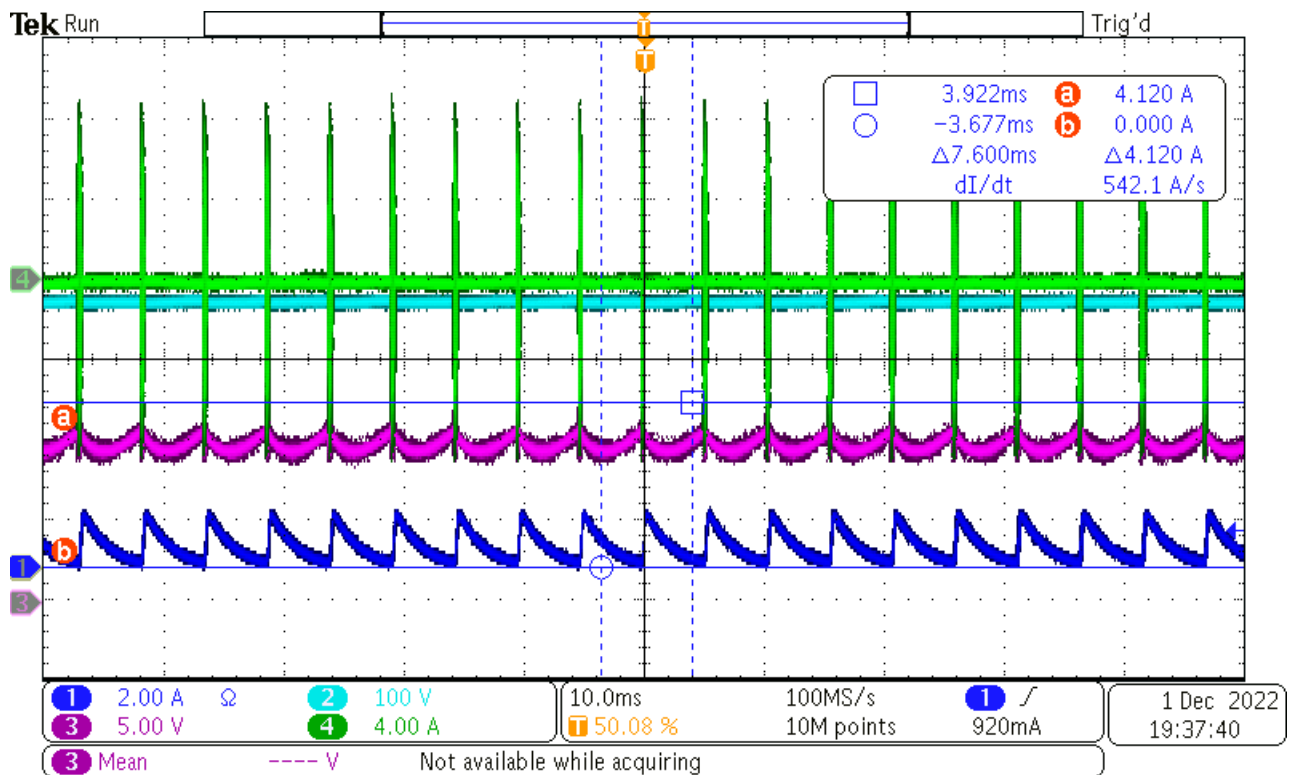 Tek Run Trig'd
T
T
3.922ms a 4.120 A
−3.677ms b 0.000 A
Δ7.600ms Δ4.120 A
dI/dt 542.1 A/s
4
a
b
1
3
1 2.00 A Ω 2 100 V
3 5.00 V 4 4.00 A
10.0ms 100MS/s 1
T 50.08 % 10M points 920mA
1 Dec 2022
19:37:40
3 Mean ---- V Not available while acquiring